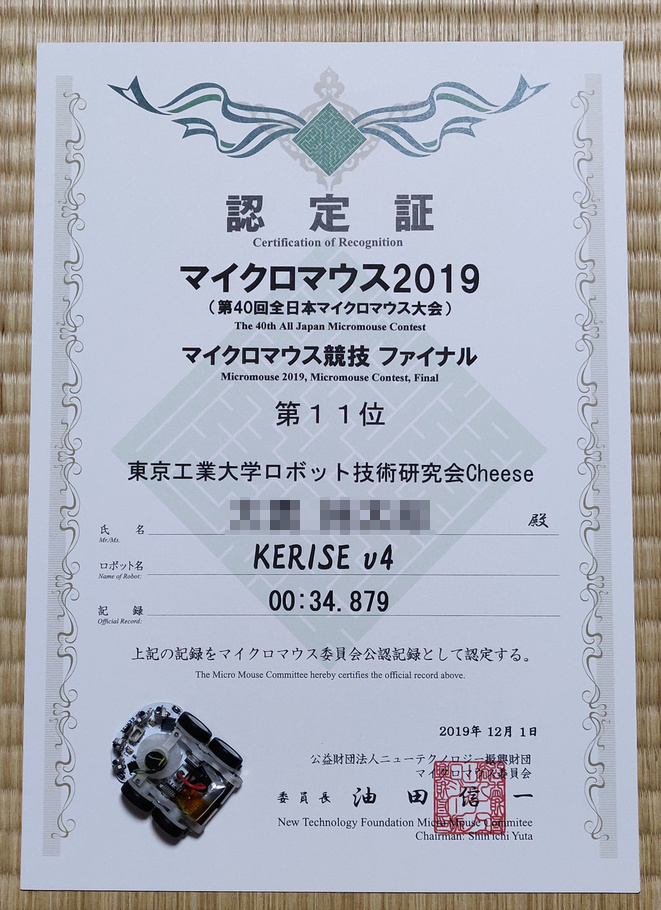 認定証
Certification of Recognition
マイクロマウス2019
（第40回全日本マイクロマウス大会）
The 40th All Japan Micromouse Contest
マイクロマウス競技 ファイナル
Micromouse 2019, Micromouse Contest, Final
第１１位
東京工業大学ロボット技術研究会Cheese
氏名 殿
Mr./Ms.
ロボット名 KERISE v4
Name of Robot:
記録 00:34.879
Official Record:
上記の記録をマイクロマウス委員会公認記録として認定する。
The Micro Mouse Committee hereby certifies the official record above.
2019年 12月 1日
公益財団法人ニューテクノロジー振興財団
マイクロマウス委員会
委員長 油田 信一
New Technology Foundation Micro Mouse Committee
Chairman: Shin'ichi Yuta